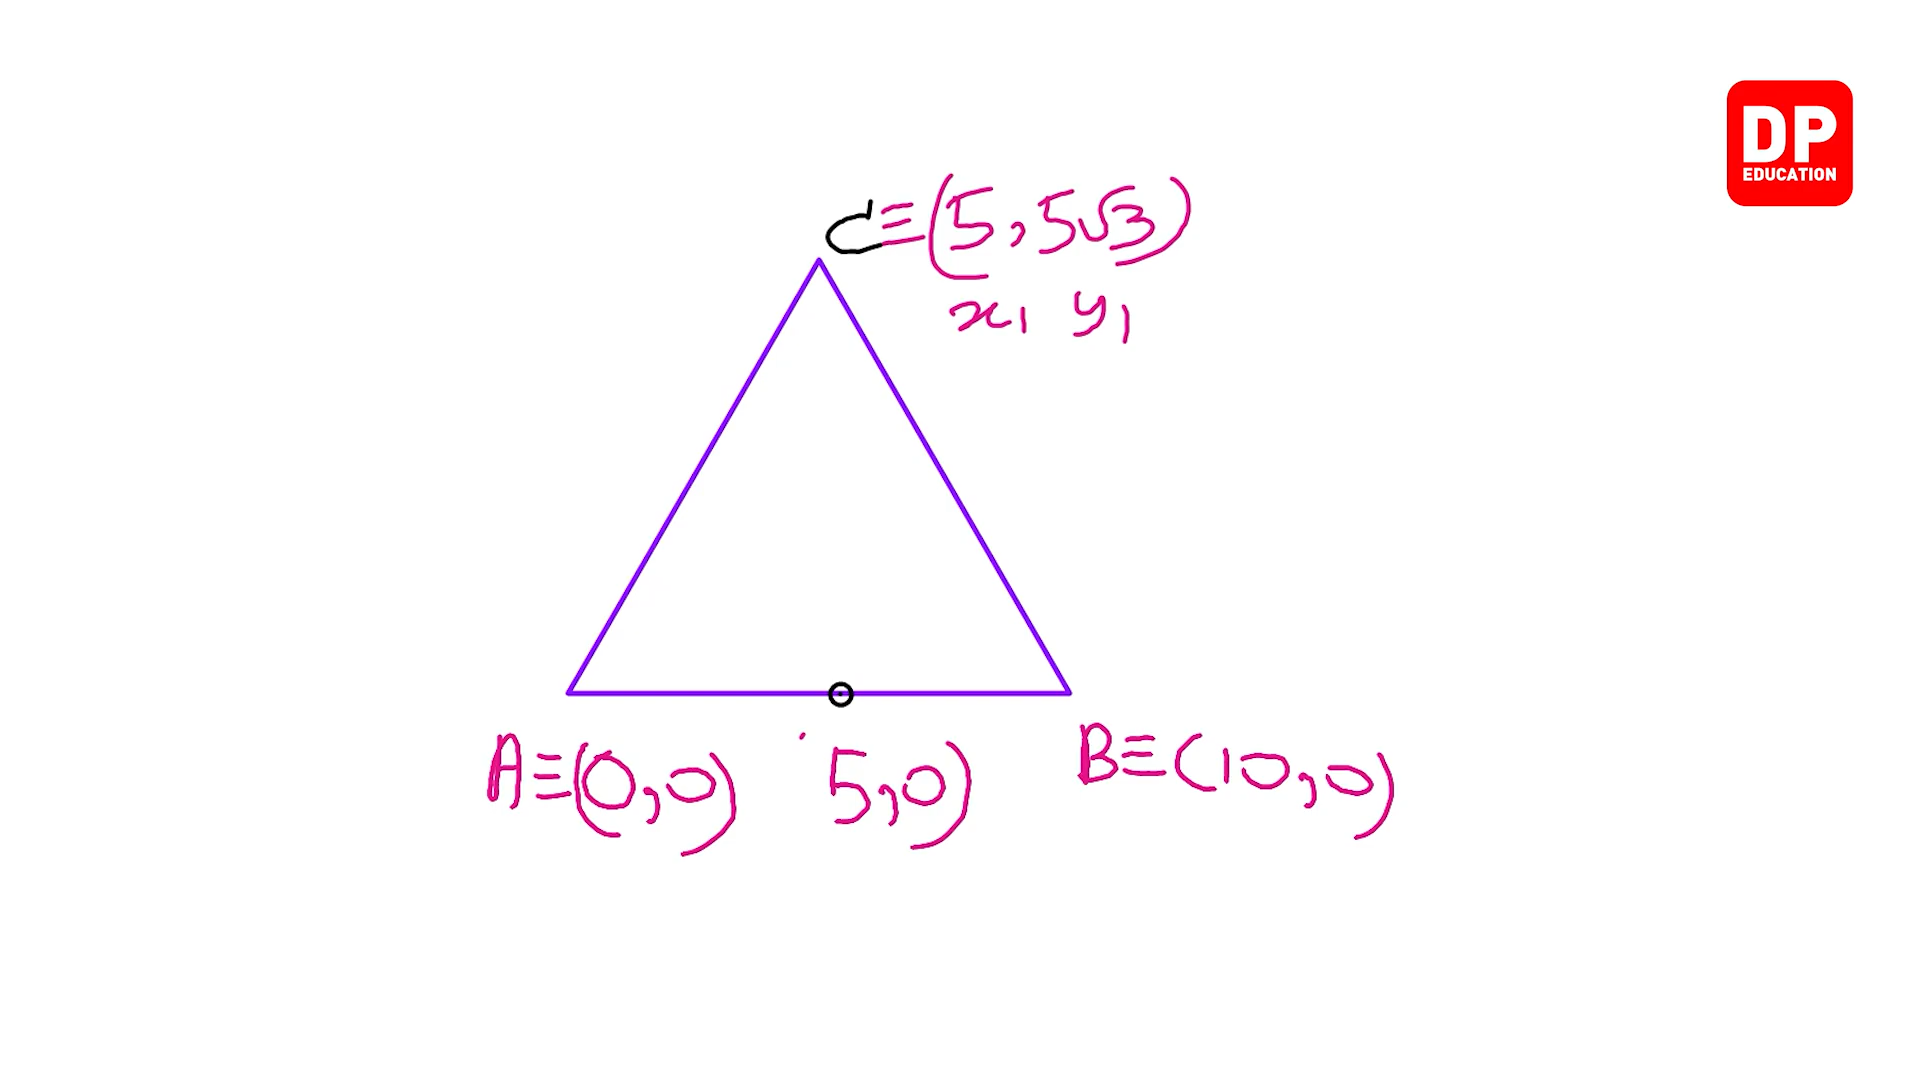 DP
EDUCATION
C≡(5,5√3)
x₁ y₁
A≡(0,0) 5,0) B≡(10,0)